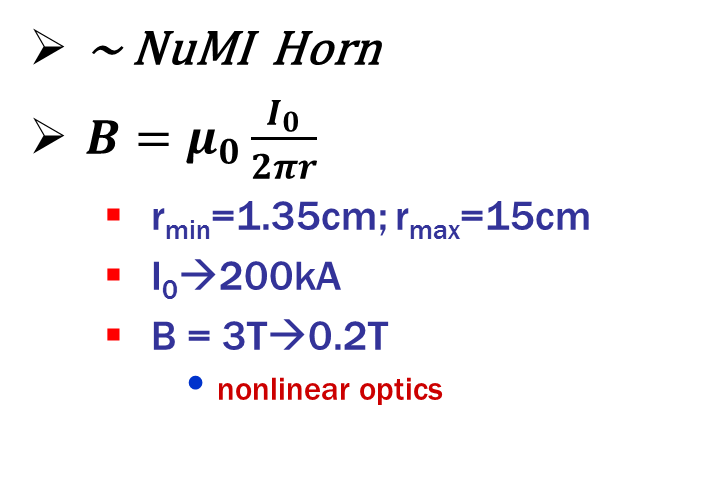 ➢ ~ NuMI Horn
➢ B = μ₀ I₀/2πr
▪ rmin=1.35cm; rmax=15cm
▪ I₀→200kA
▪ B = 3T→0.2T
• nonlinear optics